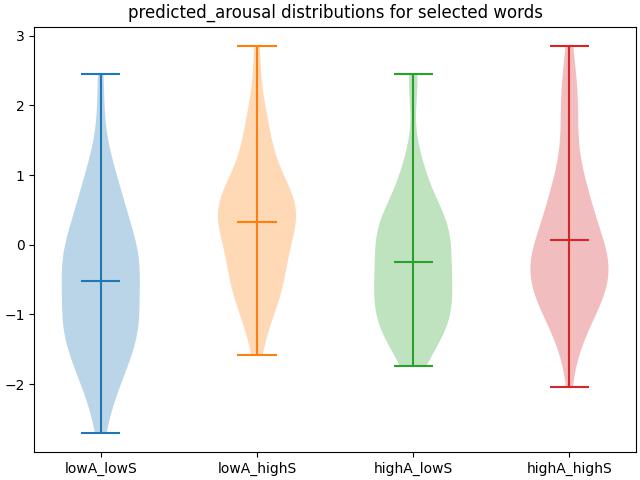 predicted_arousal distributions for selected words
3
2
1
0
−1
−2
lowA_lowS
lowA_highS
highA_lowS
highA_highS